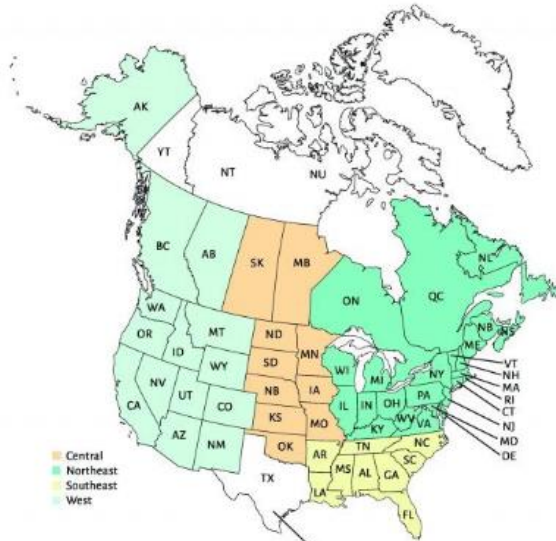 AK
YT
NT
NU
BC
AB
SK
MB
ON
QC
NL
NB
NS
ME
WA
OR
ID
MT
WY
NV
UT
CO
CA
AZ
NM
ND
SD
NB
KS
OK
MN
IA
MO
WI
MI
IL
IN
OH
KY
WV
VA
PA
NY
VT
NH
MA
RI
CT
NJ
MD
DE
TN
NC
SC
AR
MS
AL
GA
LA
FL
TX
Central
Northeast
Southeast
West